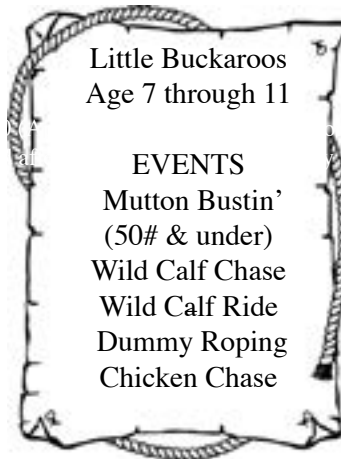 Little Buckaroos
Age 7 through 11
EVENTS
Mutton Bustin’
(50# & under)
Wild Calf Chase
Wild Calf Ride
Dummy Roping
Chicken Chase